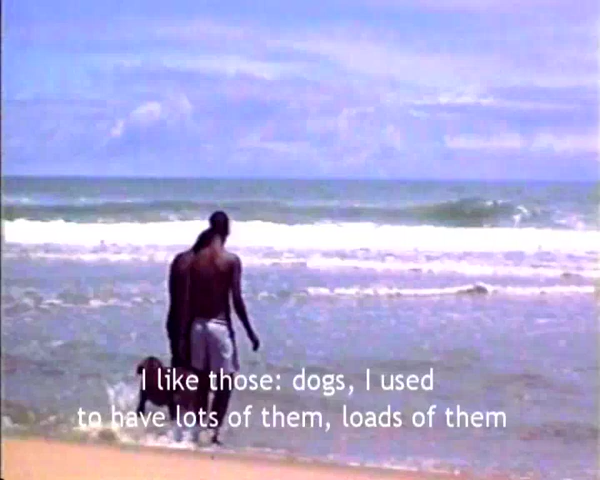 I like those: dogs, I used
to have lots of them, loads of them